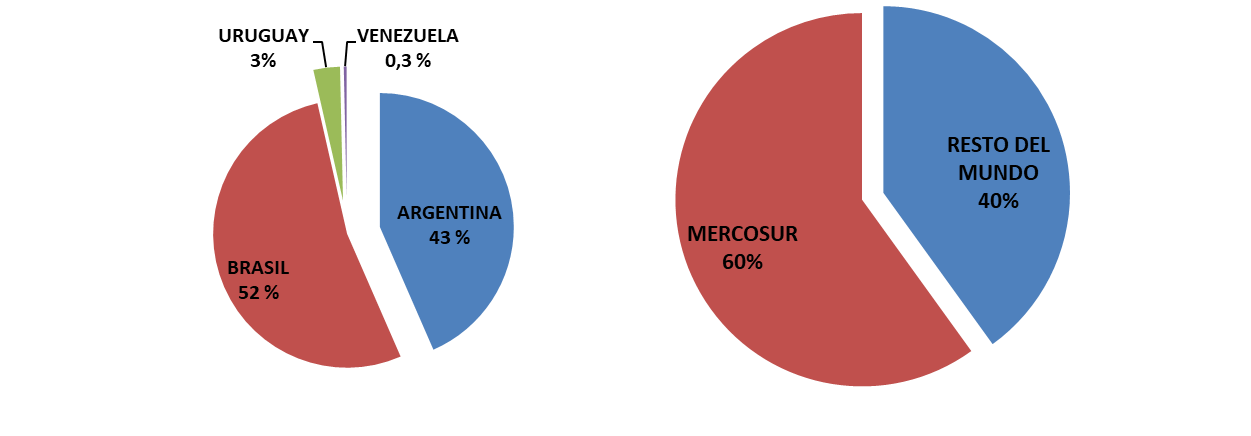 URUGUAY
3%
VENEZUELA
0,3 %
ARGENTINA
43 %
BRASIL
52 %
RESTO DEL
MUNDO
40%
MERCOSUR
60%